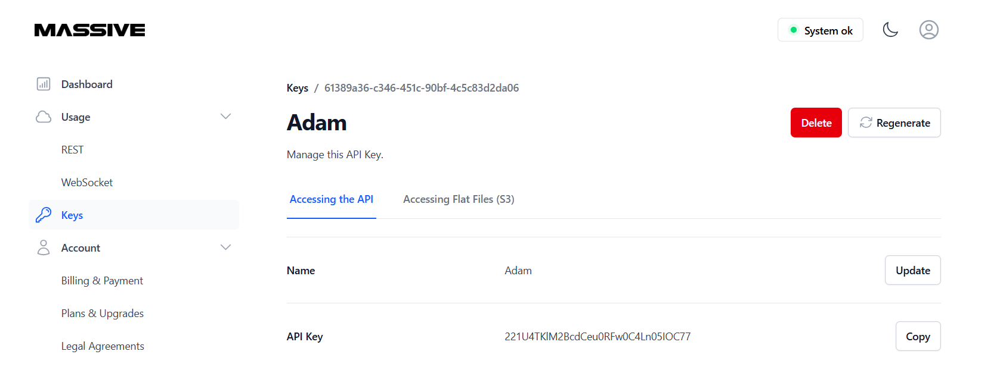 MASSIVE
System ok
Dashboard
Usage
REST
WebSocket
Keys
Account
Billing & Payment
Plans & Upgrades
Legal Agreements
Keys / 61389a36-c346-451c-90bf-4c5c83d2da06
Adam
Delete
Regenerate
Manage this API Key.
Accessing the API
Accessing Flat Files (S3)
Name
Adam
Update
API Key
221U4TKlM2BcdCeu0RFw0C4Ln05IOC77
Copy